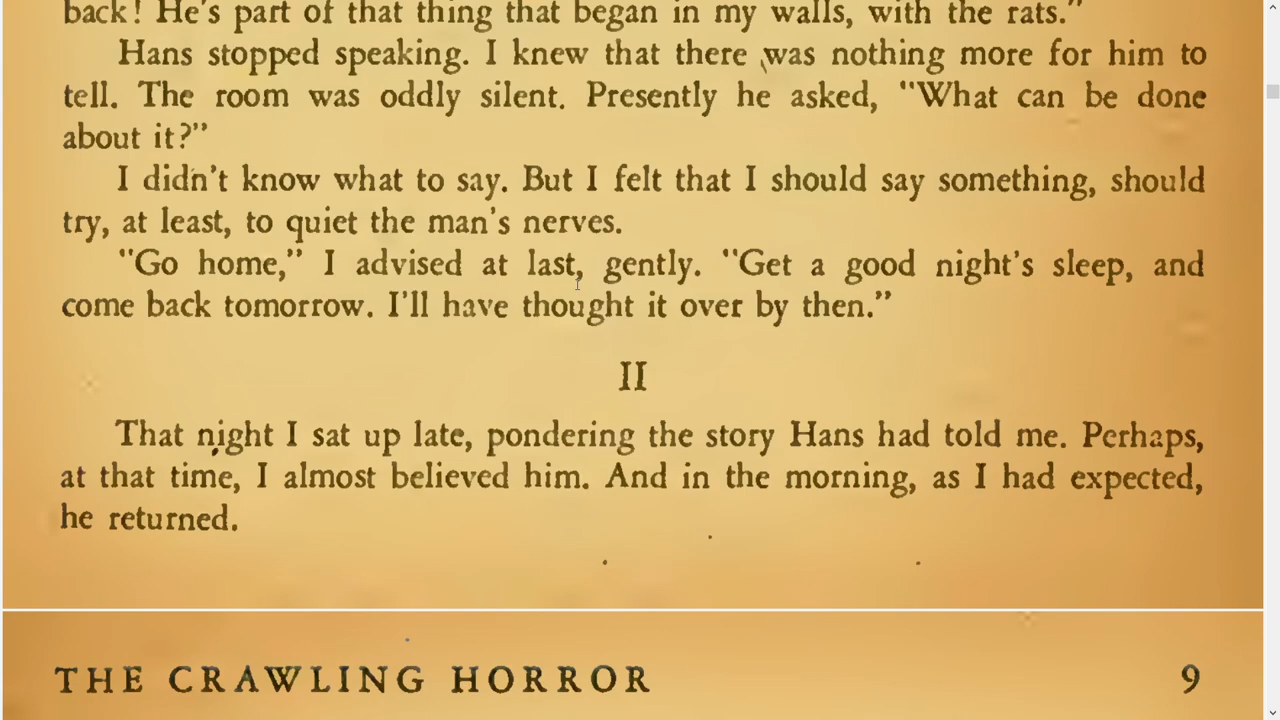 back! He's part of that thing that began in my walls, with the rats."
Hans stopped speaking. I knew that there was nothing more for him to
tell. The room was oddly silent. Presently he asked, "What can be done
about it?"
I didn't know what to say. But I felt that I should say something, should
try, at least, to quiet the man's nerves.
"Go home," I advised at last, gently. "Get a good night's sleep, and
come back tomorrow. I'll have thought it over by then."
II
That night I sat up late, pondering the story Hans had told me. Perhaps,
at that time, I almost believed him. And in the morning, as I had expected,
he returned.
THE CRAWLING HORROR 9